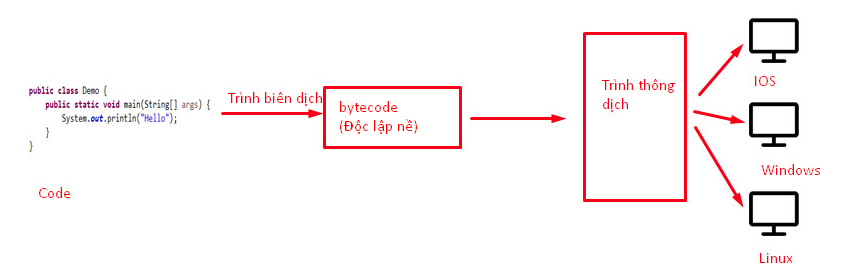 public class Demo {
public static void main(String[] args) {
System.out.println("Hello");
}
}
Code
Trình biên dịch
bytecode
(Độc lập nề)
Trình thông
dịch
IOS
Windows
Linux